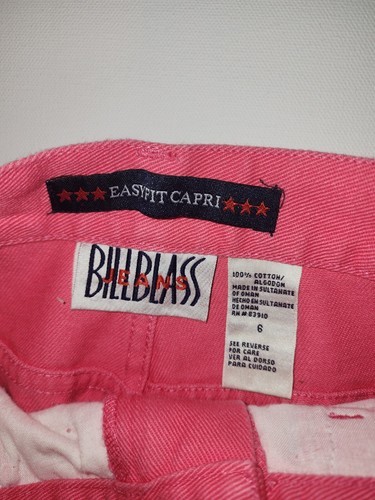 ★★★ EASY FIT CAPRI ★★★
BILL BLASS
JEANS
100% COTTON/
ALGODON
MADE IN SULTANATE
OF OMAN
HECHO EN SULTANATE
DE OMAN
RN# 83910
6
SEE REVERSE
FOR CARE
VER AL DORSO
PARA CUIDADO